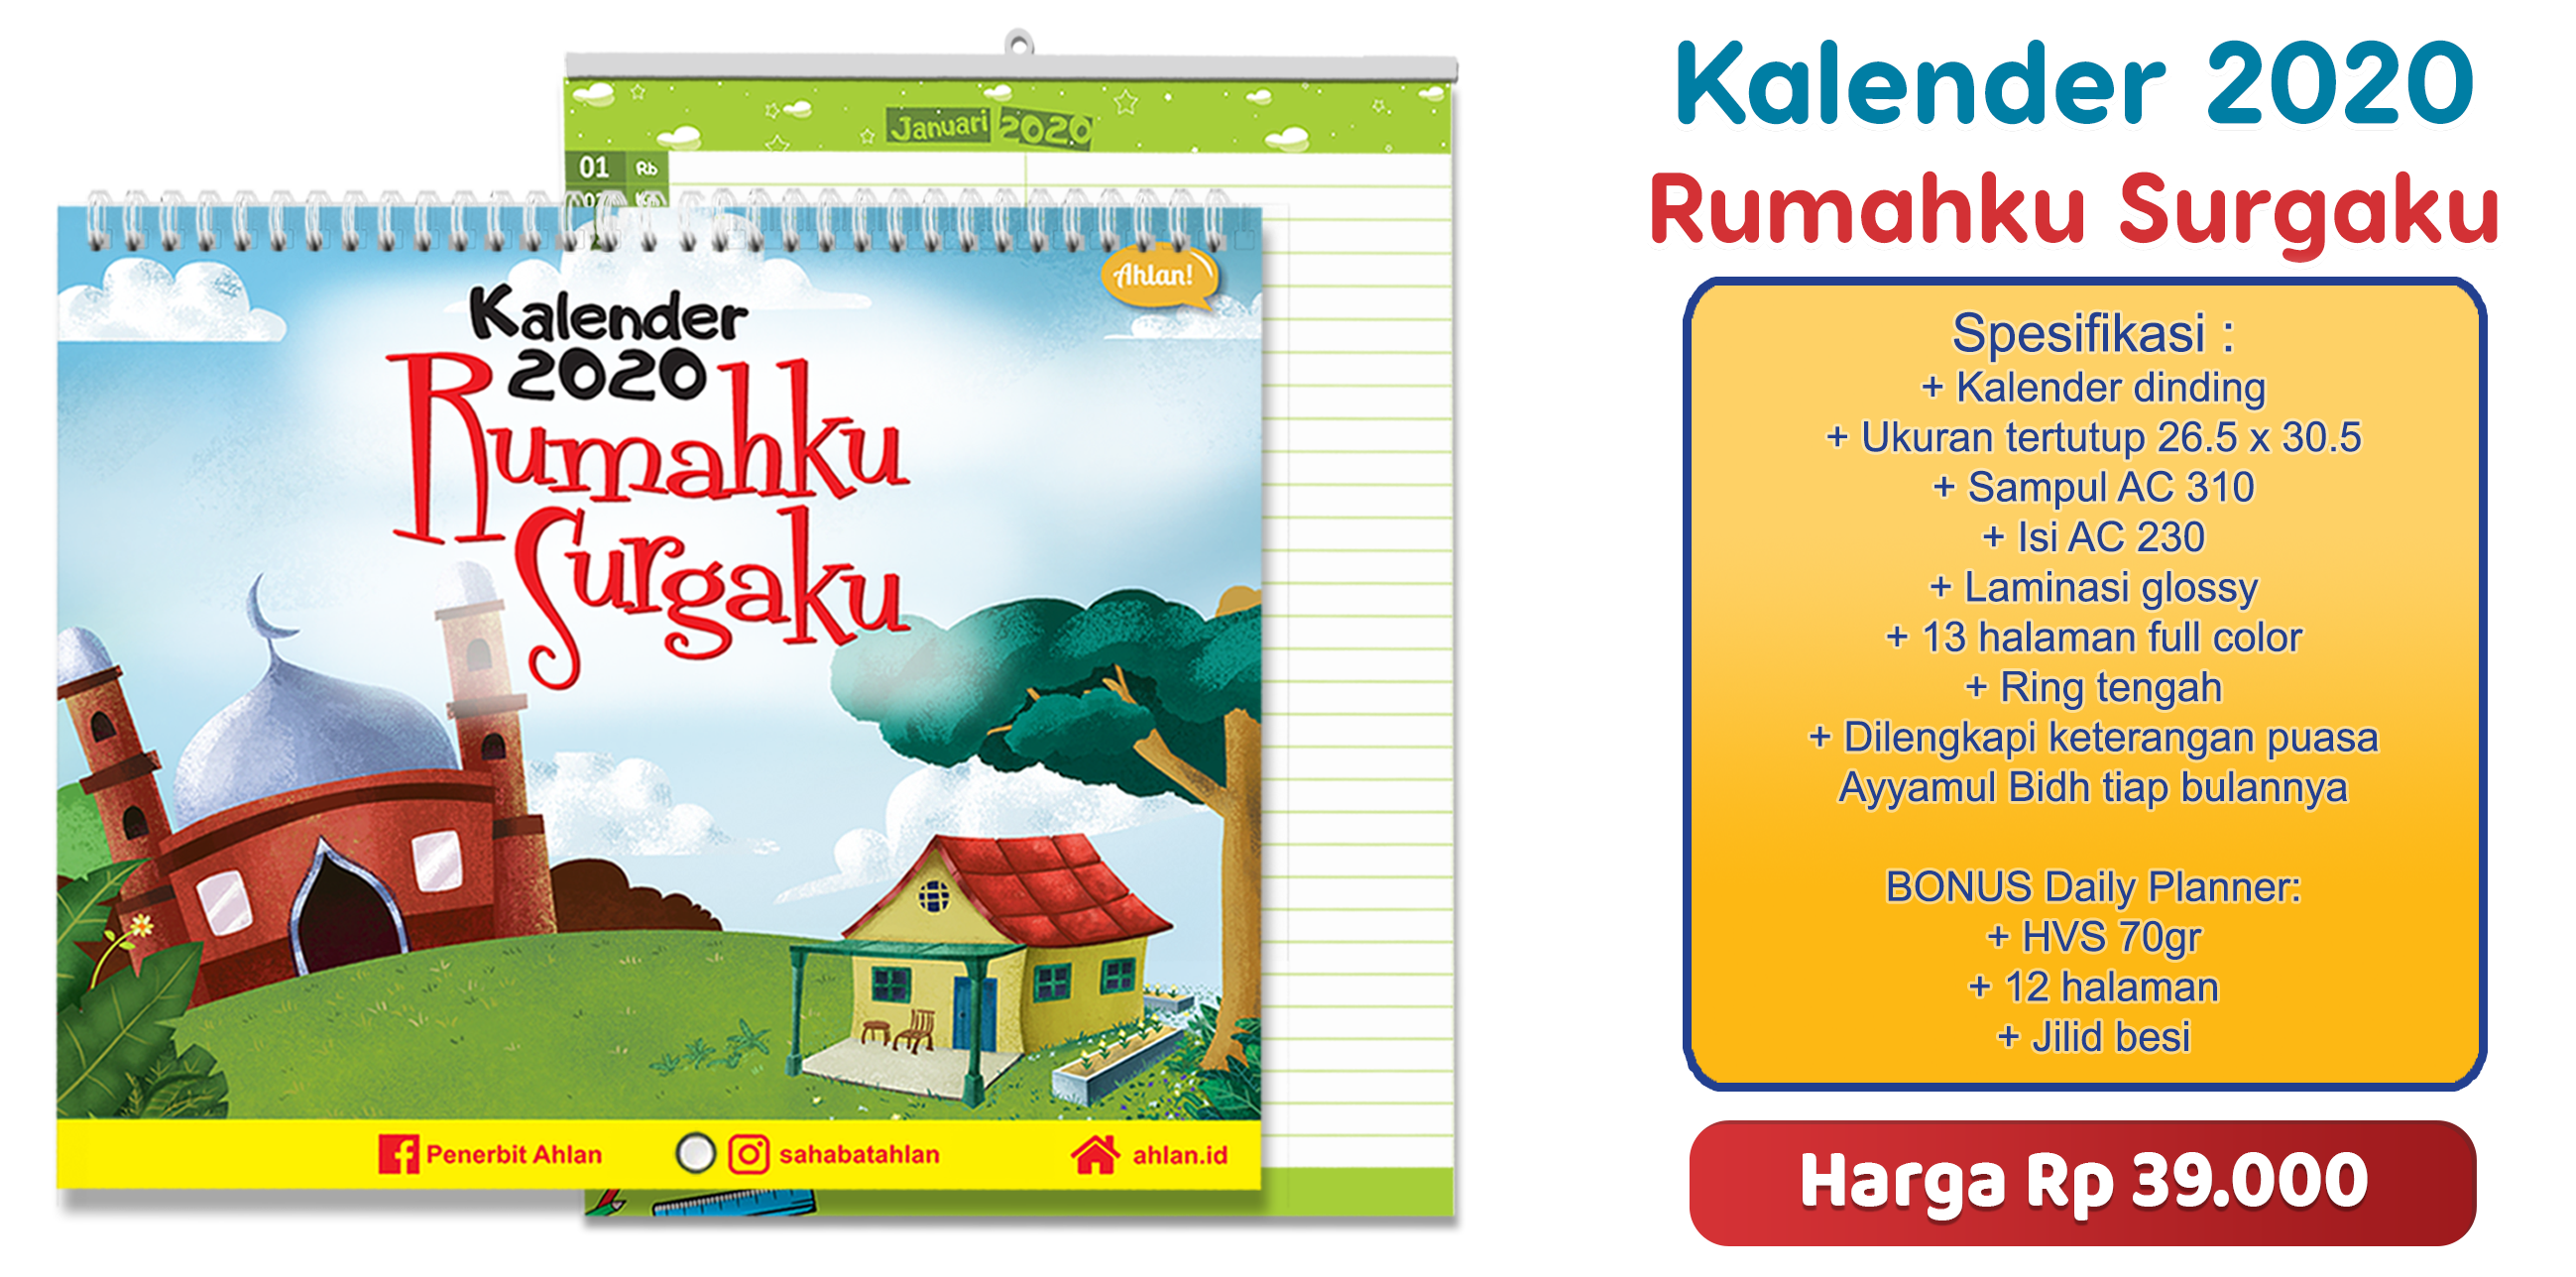 Januari 2020
01 Rb
02
Ahlan!
Kalender
2020
Rumahku
Surgaku
Penerbit Ahlan
sahabatahlan
ahlan.id
Kalender 2020
Rumahku Surgaku
Spesifikasi :
+ Kalender dinding
+ Ukuran tertutup 26.5 x 30.5
+ Sampul AC 310
+ Isi AC 230
+ Laminasi glossy
+ 13 halaman full color
+ Ring tengah
+ Dilengkapi keterangan puasa
Ayyamul Bidh tiap bulannya
BONUS Daily Planner:
+ HVS 70gr
+ 12 halaman
+ Jilid besi
Harga Rp 39.000